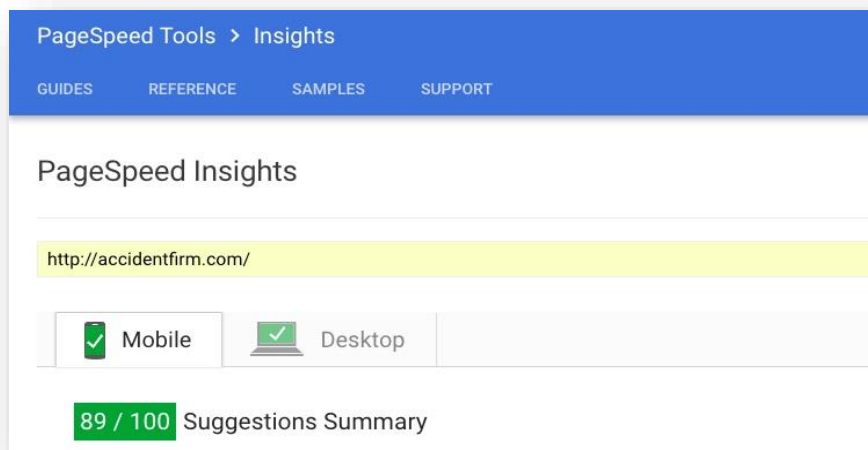 PageSpeed Tools > Insights
GUIDES REFERENCE SAMPLES SUPPORT
PageSpeed Insights
http://accidentfirm.com/
Mobile Desktop
89 / 100 Suggestions Summary